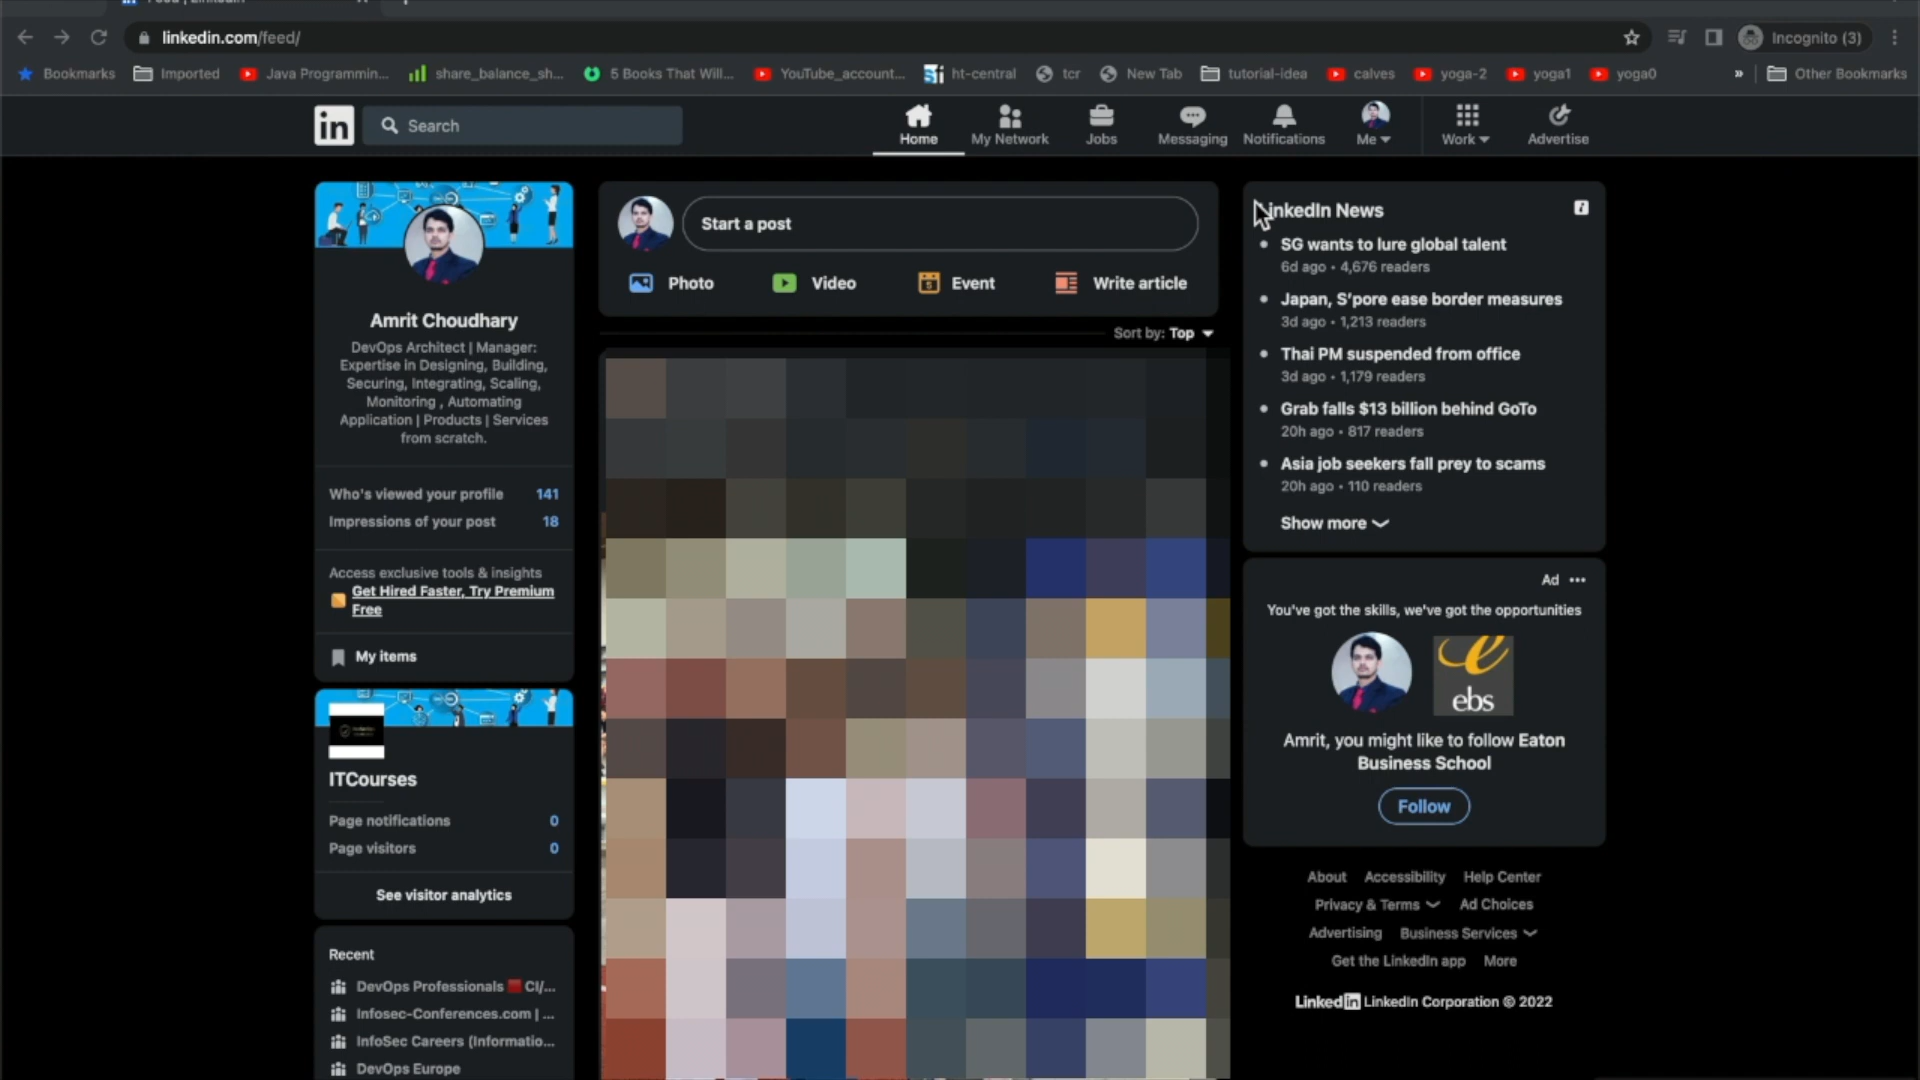 linkedin.com/feed/
Incognito (3)
Bookmarks
Imported
Java Programmin...
share_balance_sh...
5 Books That Will...
YouTube_account...
ht-central
tcr
New Tab
tutorial-idea
calves
yoga-2
yoga1
yoga0
»
Other Bookmarks
in
Search
Home
My Network
Jobs
Messaging
Notifications
Me
Work
Advertise
Amrit Choudhary
DevOps Architect | Manager:
Expertise in Designing, Building,
Securing, Integrating, Scaling,
Monitoring , Automating
Application | Products | Services
from scratch.
Who's viewed your profile 141
Impressions of your post 18
Access exclusive tools & insights
Get Hired Faster, Try Premium
Free
My items
ITCourses
Page notifications 0
Page visitors 0
See visitor analytics
Recent
DevOps Professionals CI/...
Infosec-Conferences.com | ...
InfoSec Careers (Informatio...
DevOps Europe
Start a post
Photo
Video
Event
Write article
Sort by: Top
LinkedIn News
SG wants to lure global talent
6d ago • 4,676 readers
Japan, S'pore ease border measures
3d ago • 1,213 readers
Thai PM suspended from office
3d ago • 1,179 readers
Grab falls $13 billion behind GoTo
20h ago • 817 readers
Asia job seekers fall prey to scams
20h ago • 110 readers
Show more
Ad •••
You've got the skills, we've got the opportunities
ebs
Amrit, you might like to follow Eaton
Business School
Follow
About Accessibility Help Center
Privacy & Terms Ad Choices
Advertising Business Services
Get the LinkedIn app More
Linkedin LinkedIn Corporation © 2022